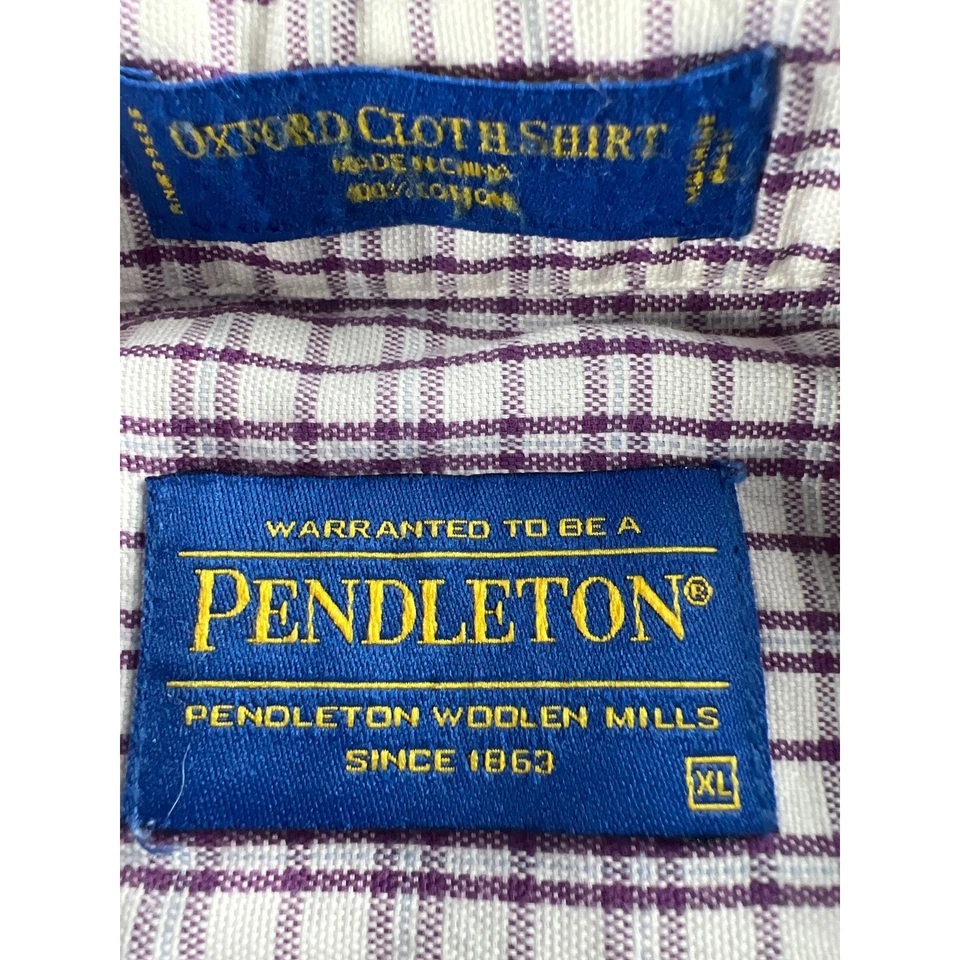 OXFORD CLOTH SHIRT
MADE IN CHINA
100% COTTON
WARRANTED TO BE A
PENDLETON®
PENDLETON WOOLEN MILLS
SINCE 1863
XL